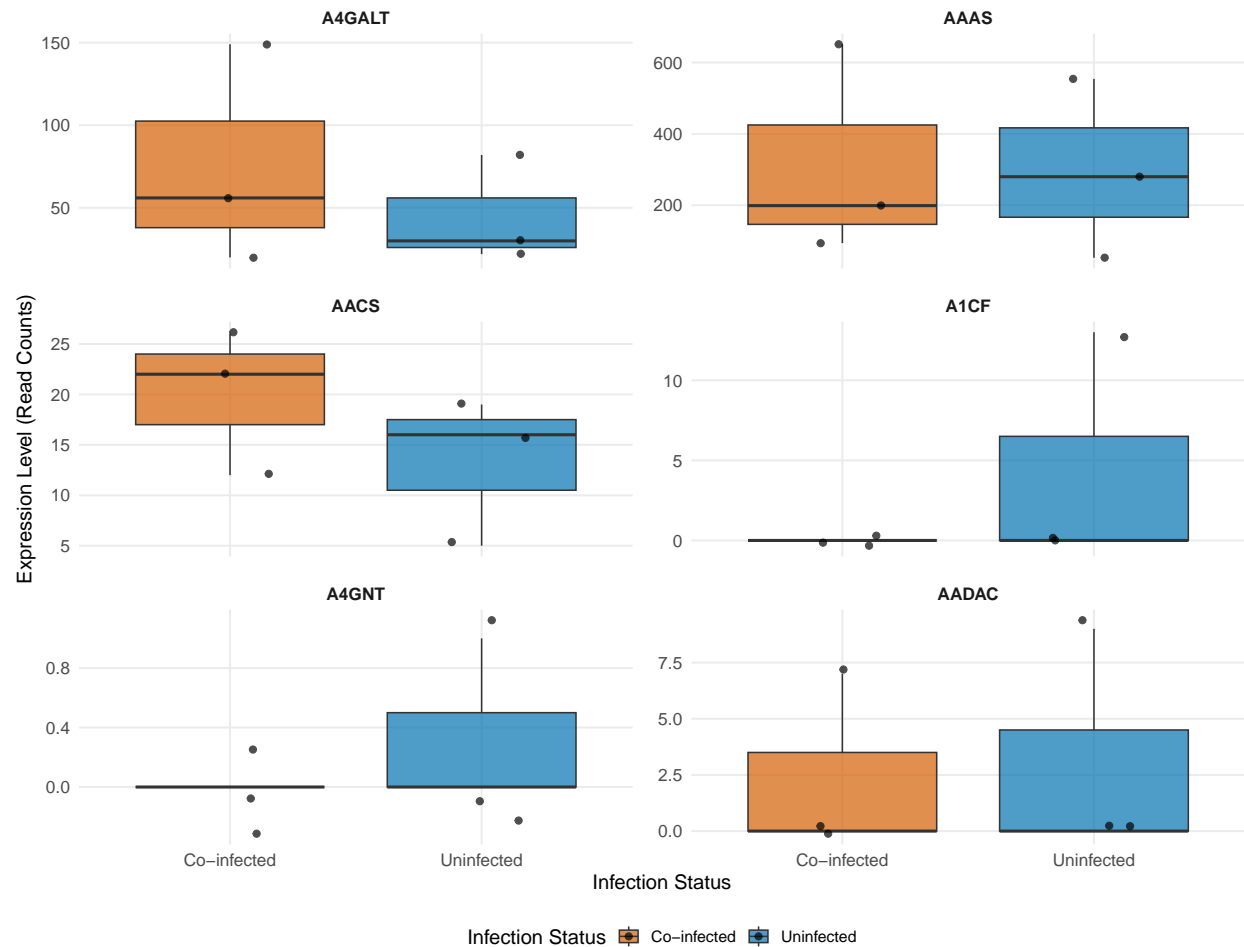 A4GALT
AAAS
150
100
50
600
400
200
AACS
A1CF
25
20
15
10
5
10
5
0
A4GNT
AADAC
0.8
0.4
0.0
7.5
5.0
2.5
0.0
Co−infected
Uninfected
Co−infected
Uninfected
Expression Level (Read Counts)
Infection Status
Infection Status Co−infected Uninfected